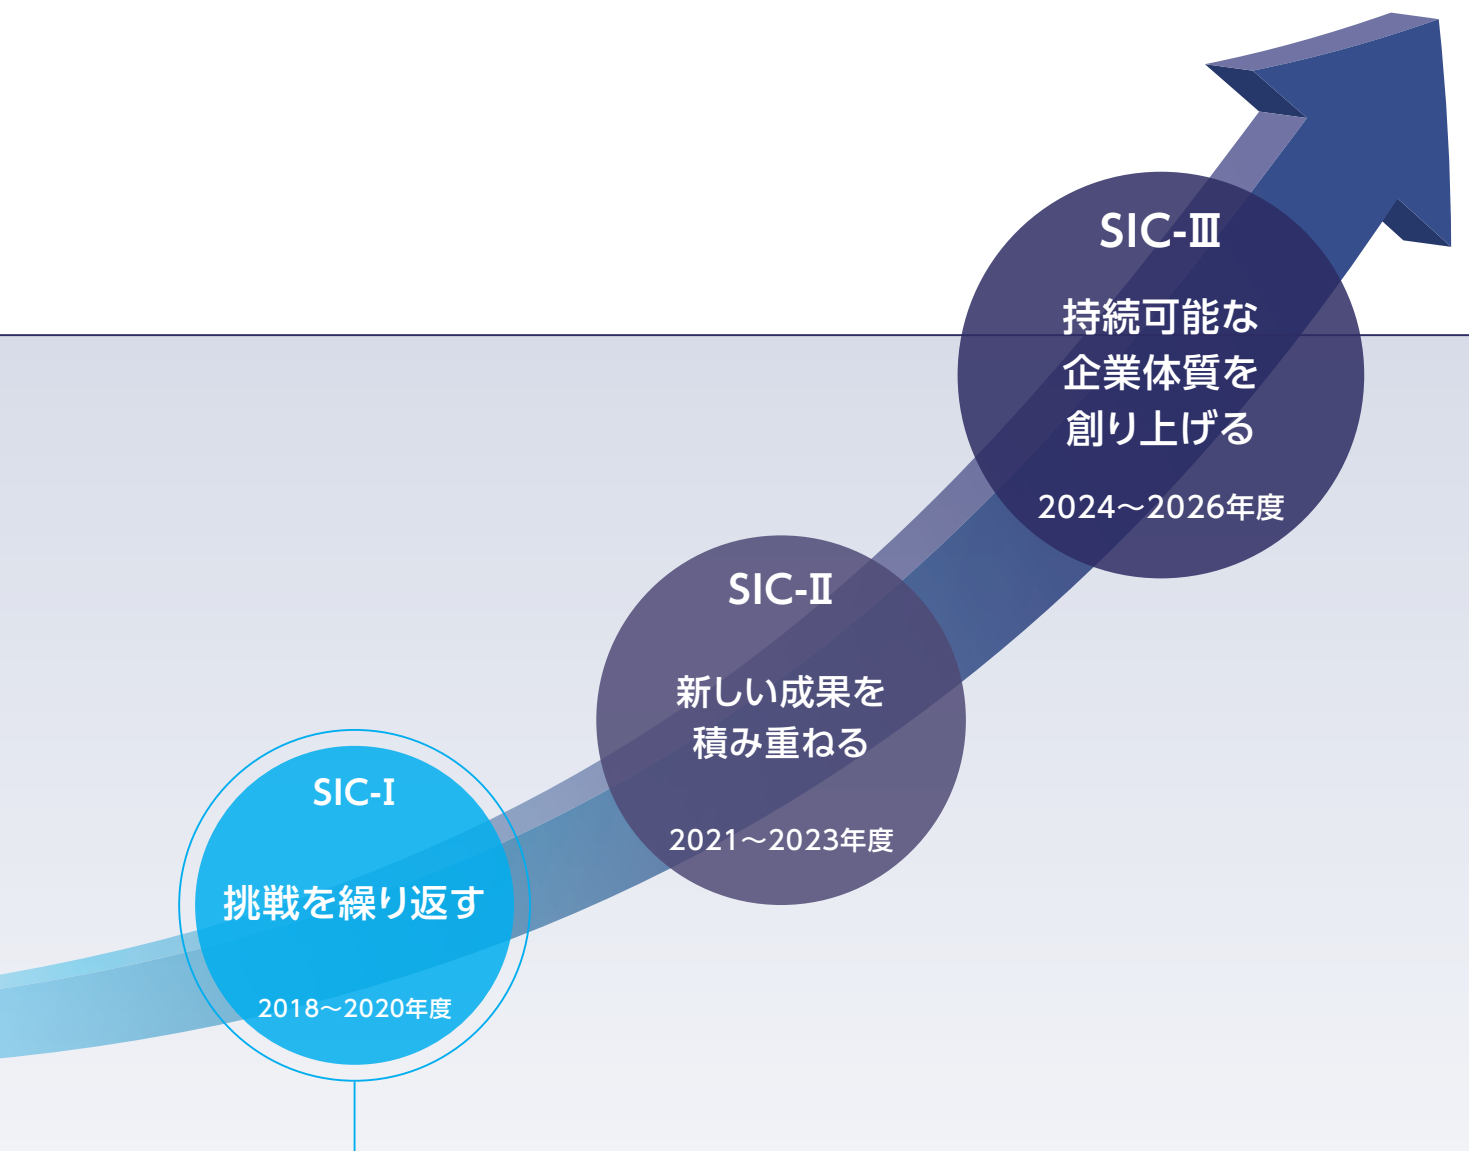 SIC-Ⅲ
持続可能な
企業体質を
創り上げる
2024～2026年度
SIC-Ⅱ
新しい成果を
積み重ねる
2021～2023年度
SIC-Ⅰ
挑戦を繰り返す
2018～2020年度